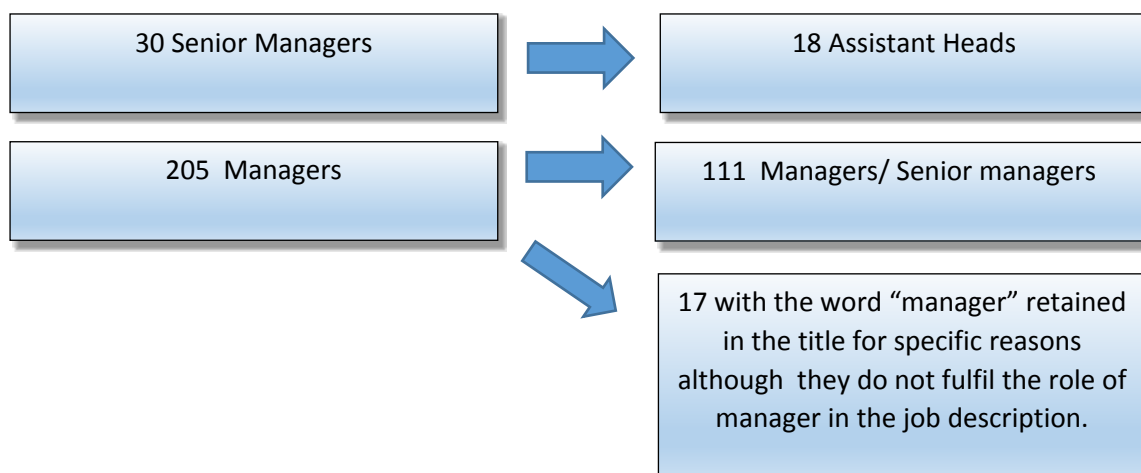 30 Senior Managers
18 Assistant Heads
205 Managers
111 Managers/ Senior managers
17 with the word “manager” retained
in the title for specific reasons
although they do not fulfil the role of
manager in the job description.